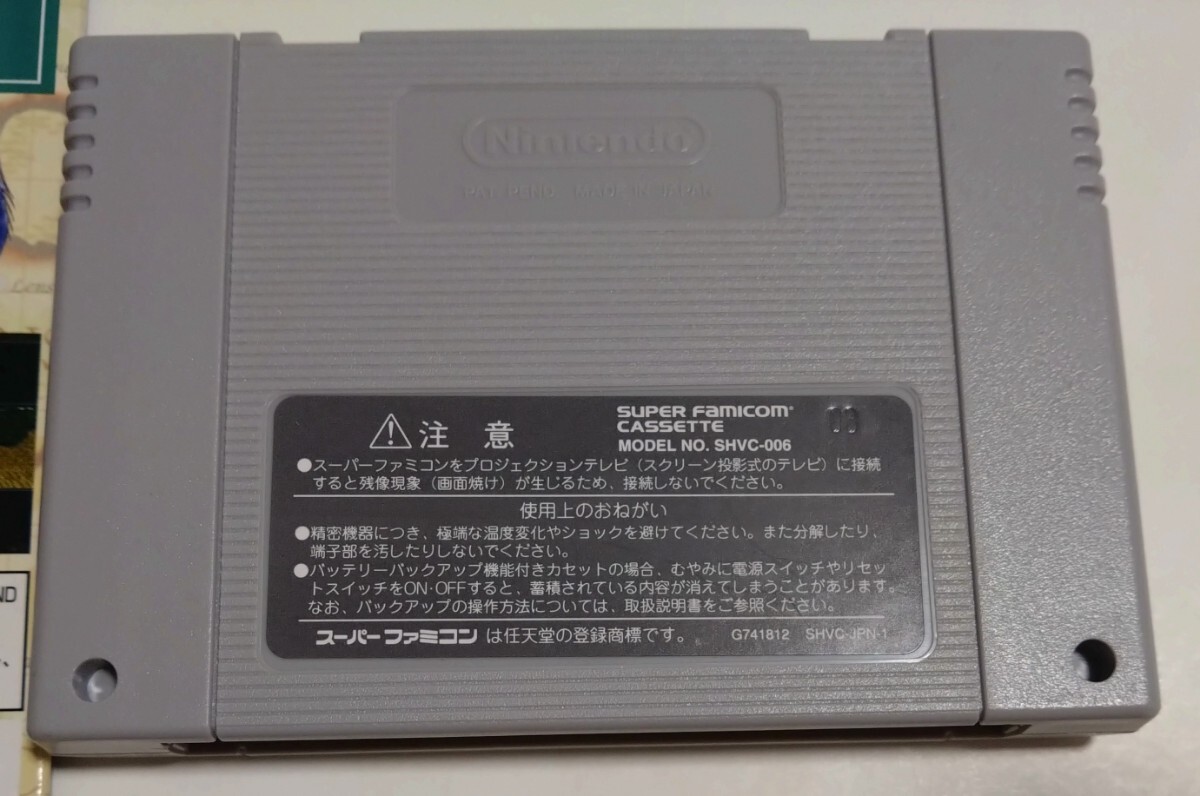 Nintendo
PAT. PEND. MADE IN JAPAN
⚠注 意
SUPER FAMICOM
CASSETTE
MODEL NO. SHVC-006
●スーパーファミコンをプロジェクションテレビ(スクリーン投影式のテレビ)に接続
すると残像現象(画面焼け)が生じるため、接続しないでください。
使用上のおねがい
●精密機器につき、極端な温度変化やショックを避けてください。また分解したり、
端子部を汚したりしないでください。
●バッテリーバックアップ機能付きカセットの場合、むやみに電源スイッチやリセッ
トスイッチをON·OFFすると、蓄積されている内容が消えてしまうことがあります。
なお、バックアップの操作方法については、取扱説明書をご参照ください。
スーパーファミコンは任天堂の登録商標です。 G741812 SHVC-JPN-1
ND